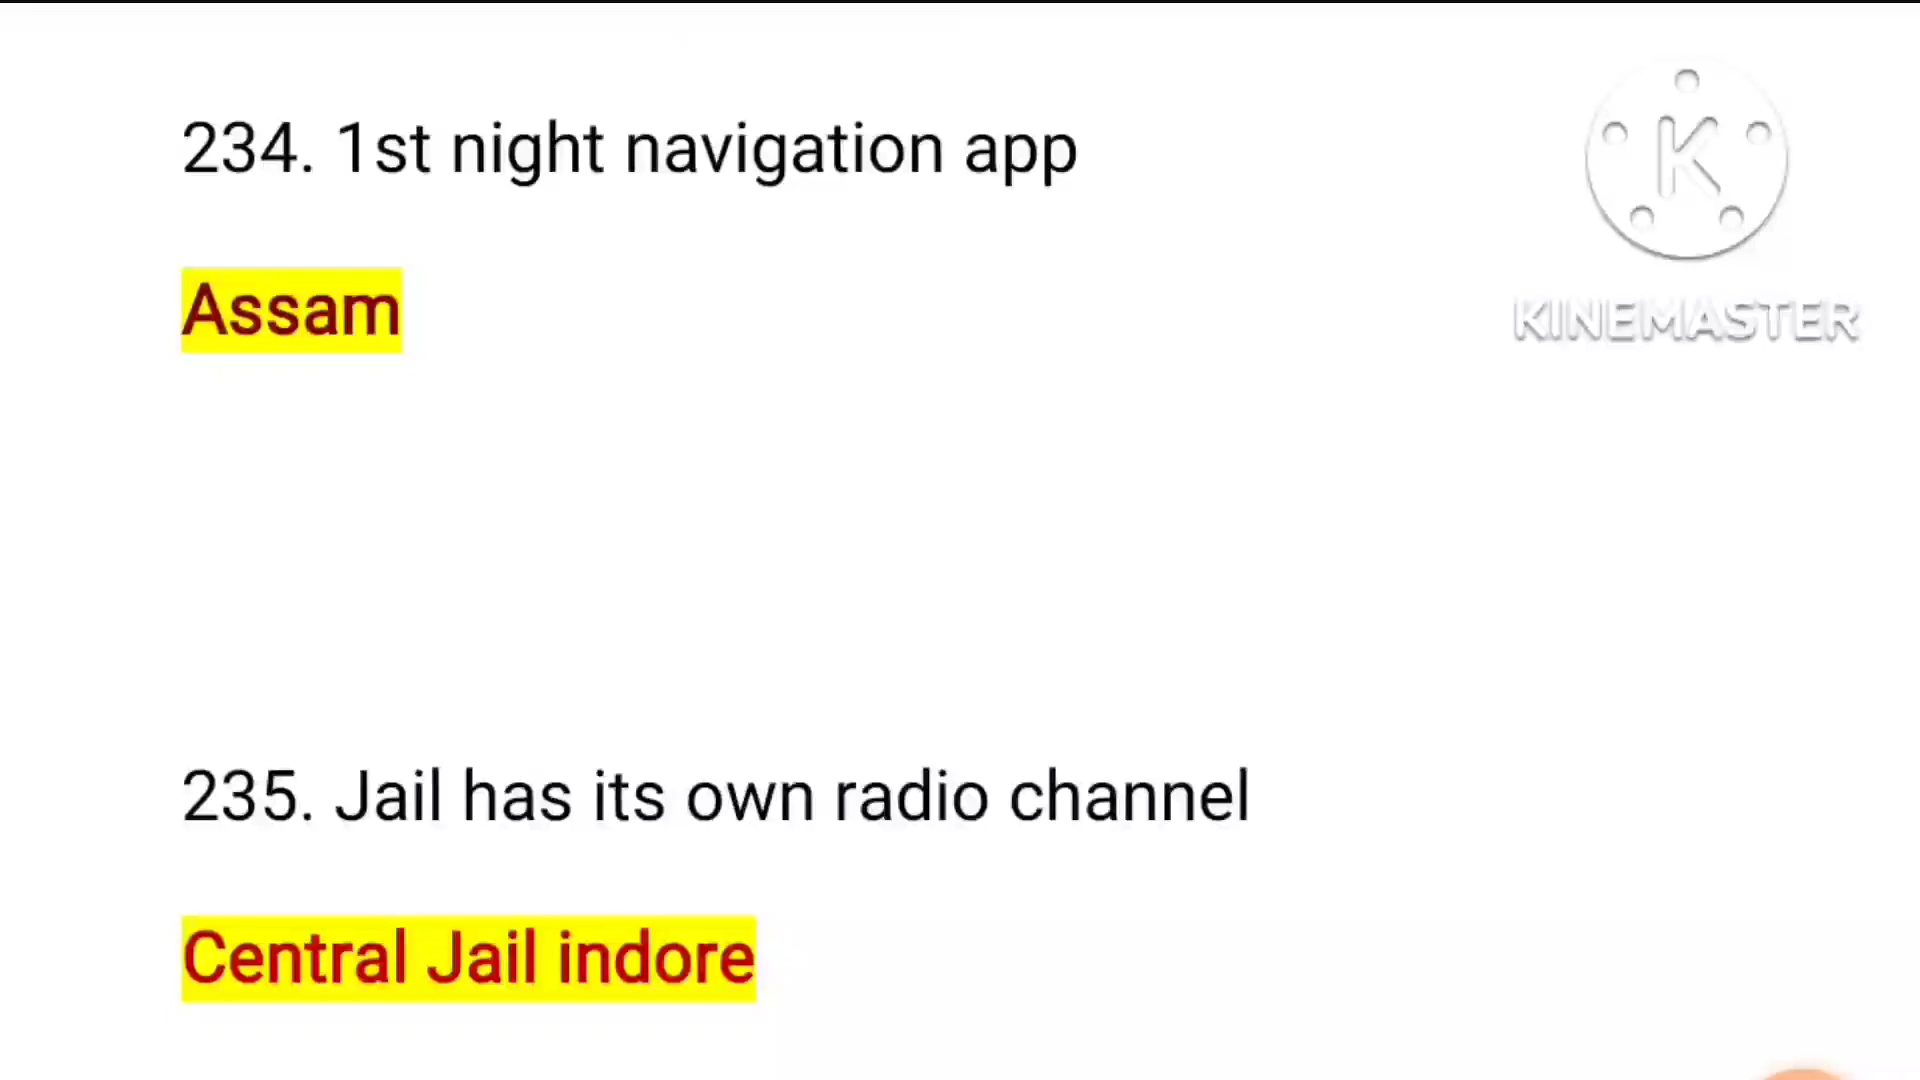 234. 1st night navigation app
K
KINEMASTER
Assam
235. Jail has its own radio channel
Central Jail indore